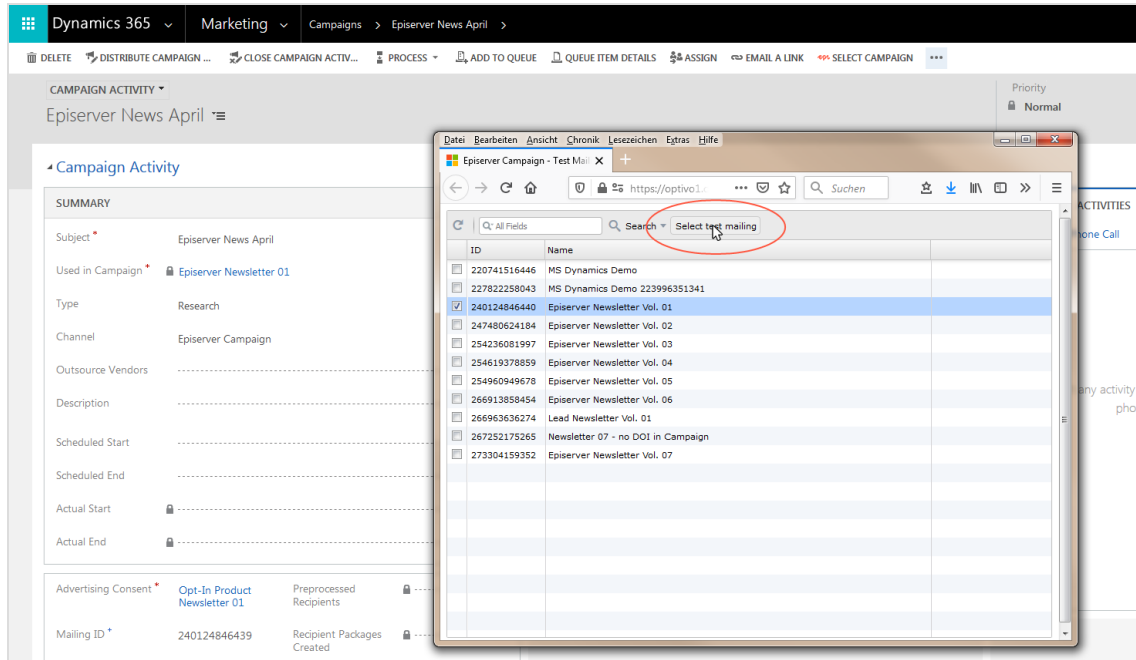 Dynamics 365 Marketing Campaigns > Episerver News April >
DELETE DISTRIBUTE CAMPAIGN ... CLOSE CAMPAIGN ACTIV... PROCESS ADD TO QUEUE QUEUE ITEM DETAILS ASSIGN EMAIL A LINK SELECT CAMPAIGN ...
CAMPAIGN ACTIVITY
Episerver News April
Priority
Normal
Campaign Activity
SUMMARY
Subject * Episerver News April
Used in Campaign * Episerver Newsletter 01
Type Research
Channel Episerver Campaign
Outsource Vendors
Description
Scheduled Start
Scheduled End
Actual Start
Actual End
Advertising Consent * Opt-In Product
Newsletter 01
Preprocessed
Recipients
Mailing ID + 240124846439
Recipient Packages
Created
Datei Bearbeiten Ansicht Chronik Lesezeichen Extras Hilfe
Episerver Campaign - Test Mail
https://optivo1. ... Suchen
All Fields Search Select test mailing
ID Name
220741516446 MS Dynamics Demo
227822258043 MS Dynamics Demo 223996351341
240124846440 Episerver Newsletter Vol. 01
247480624184 Episerver Newsletter Vol. 02
254236081997 Episerver Newsletter Vol. 03
254619378859 Episerver Newsletter Vol. 04
254960949678 Episerver Newsletter Vol. 05
266913858454 Episerver Newsletter Vol. 06
266963636274 Lead Newsletter Vol. 01
267252175265 Newsletter 07 - no DOI in Campaign
273304159352 Episerver Newsletter Vol. 07
ACTIVITIES
Call
any activity
pho